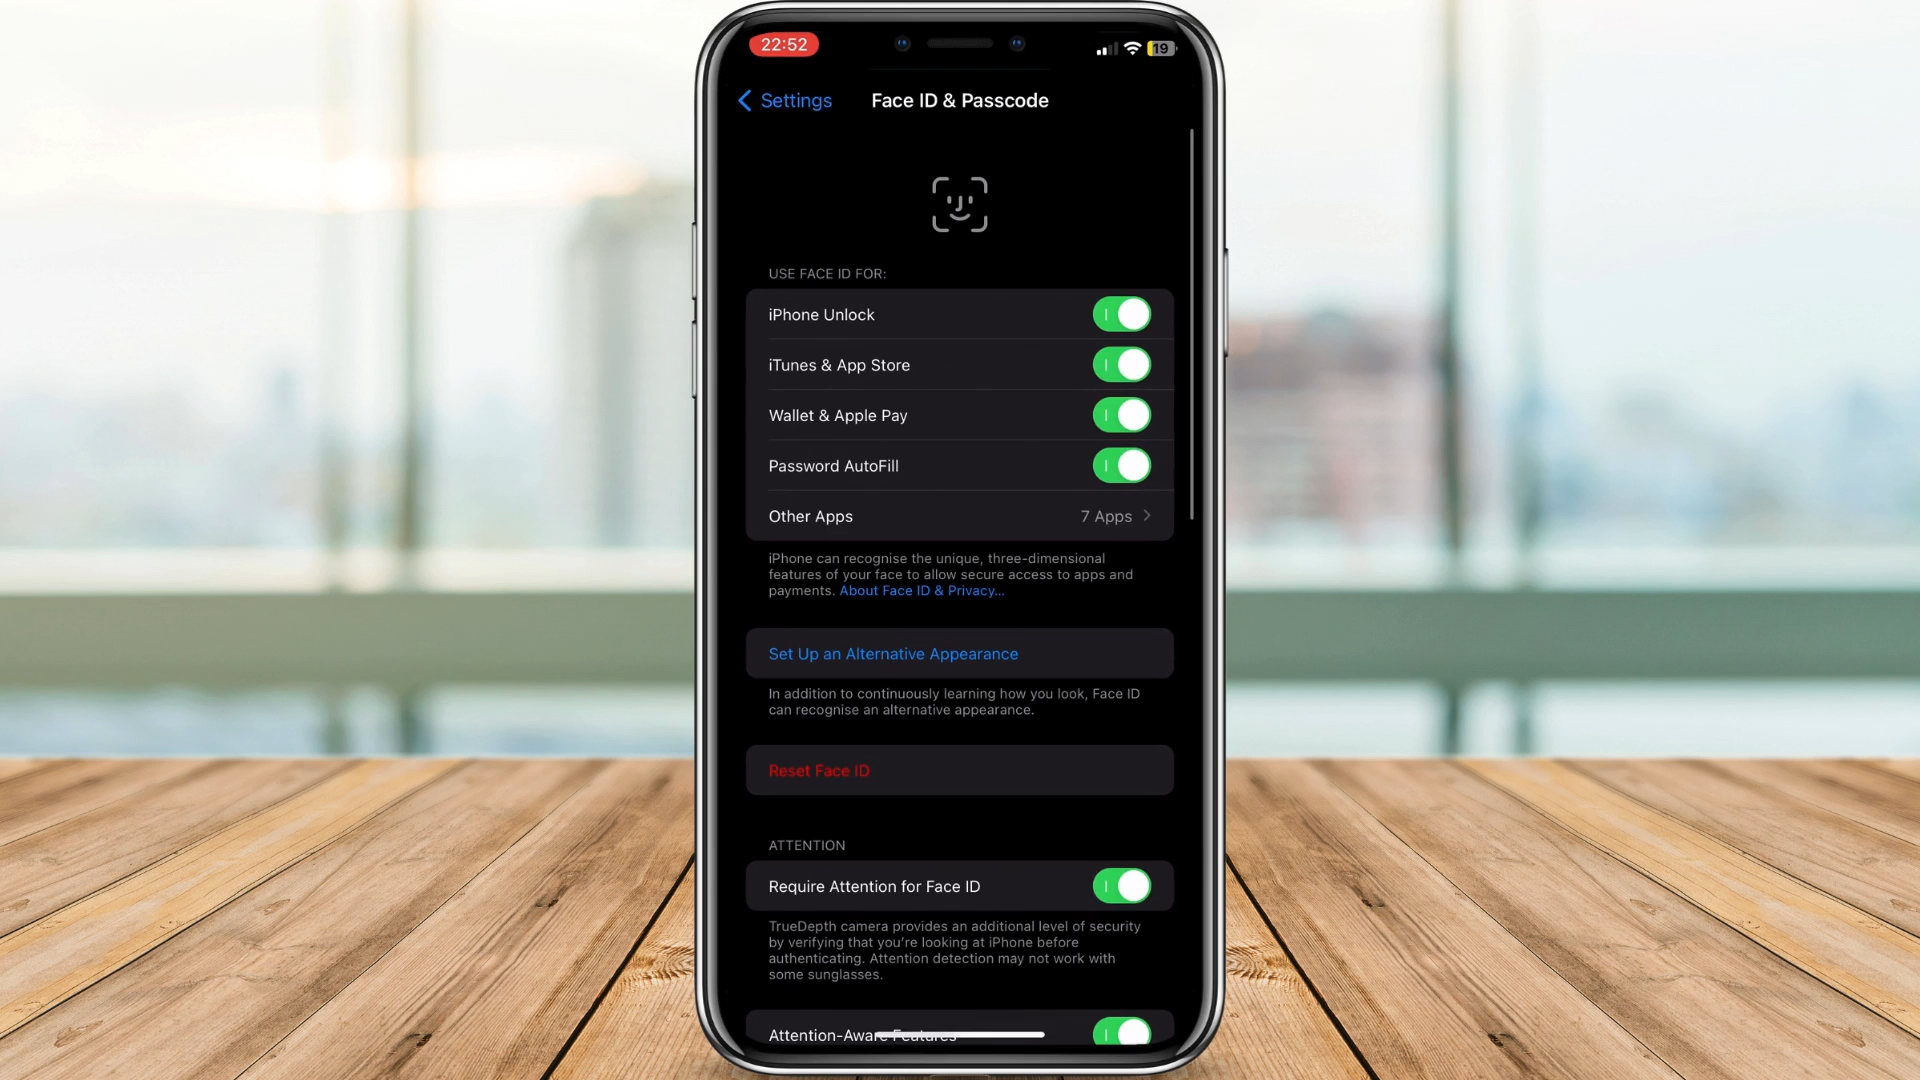 22:52
19
Settings
Face ID & Passcode
USE FACE ID FOR:
iPhone Unlock
iTunes & App Store
Wallet & Apple Pay
Password AutoFill
Other Apps 7 Apps
iPhone can recognise the unique, three-dimensional
features of your face to allow secure access to apps and
payments. About Face ID & Privacy...
Set Up an Alternative Appearance
In addition to continuously learning how you look, Face ID
can recognise an alternative appearance.
Reset Face ID
ATTENTION
Require Attention for Face ID
TrueDepth camera provides an additional level of security
by verifying that you’re looking at iPhone before
authenticating. Attention detection may not work with
some sunglasses.
Attention-Aware Features